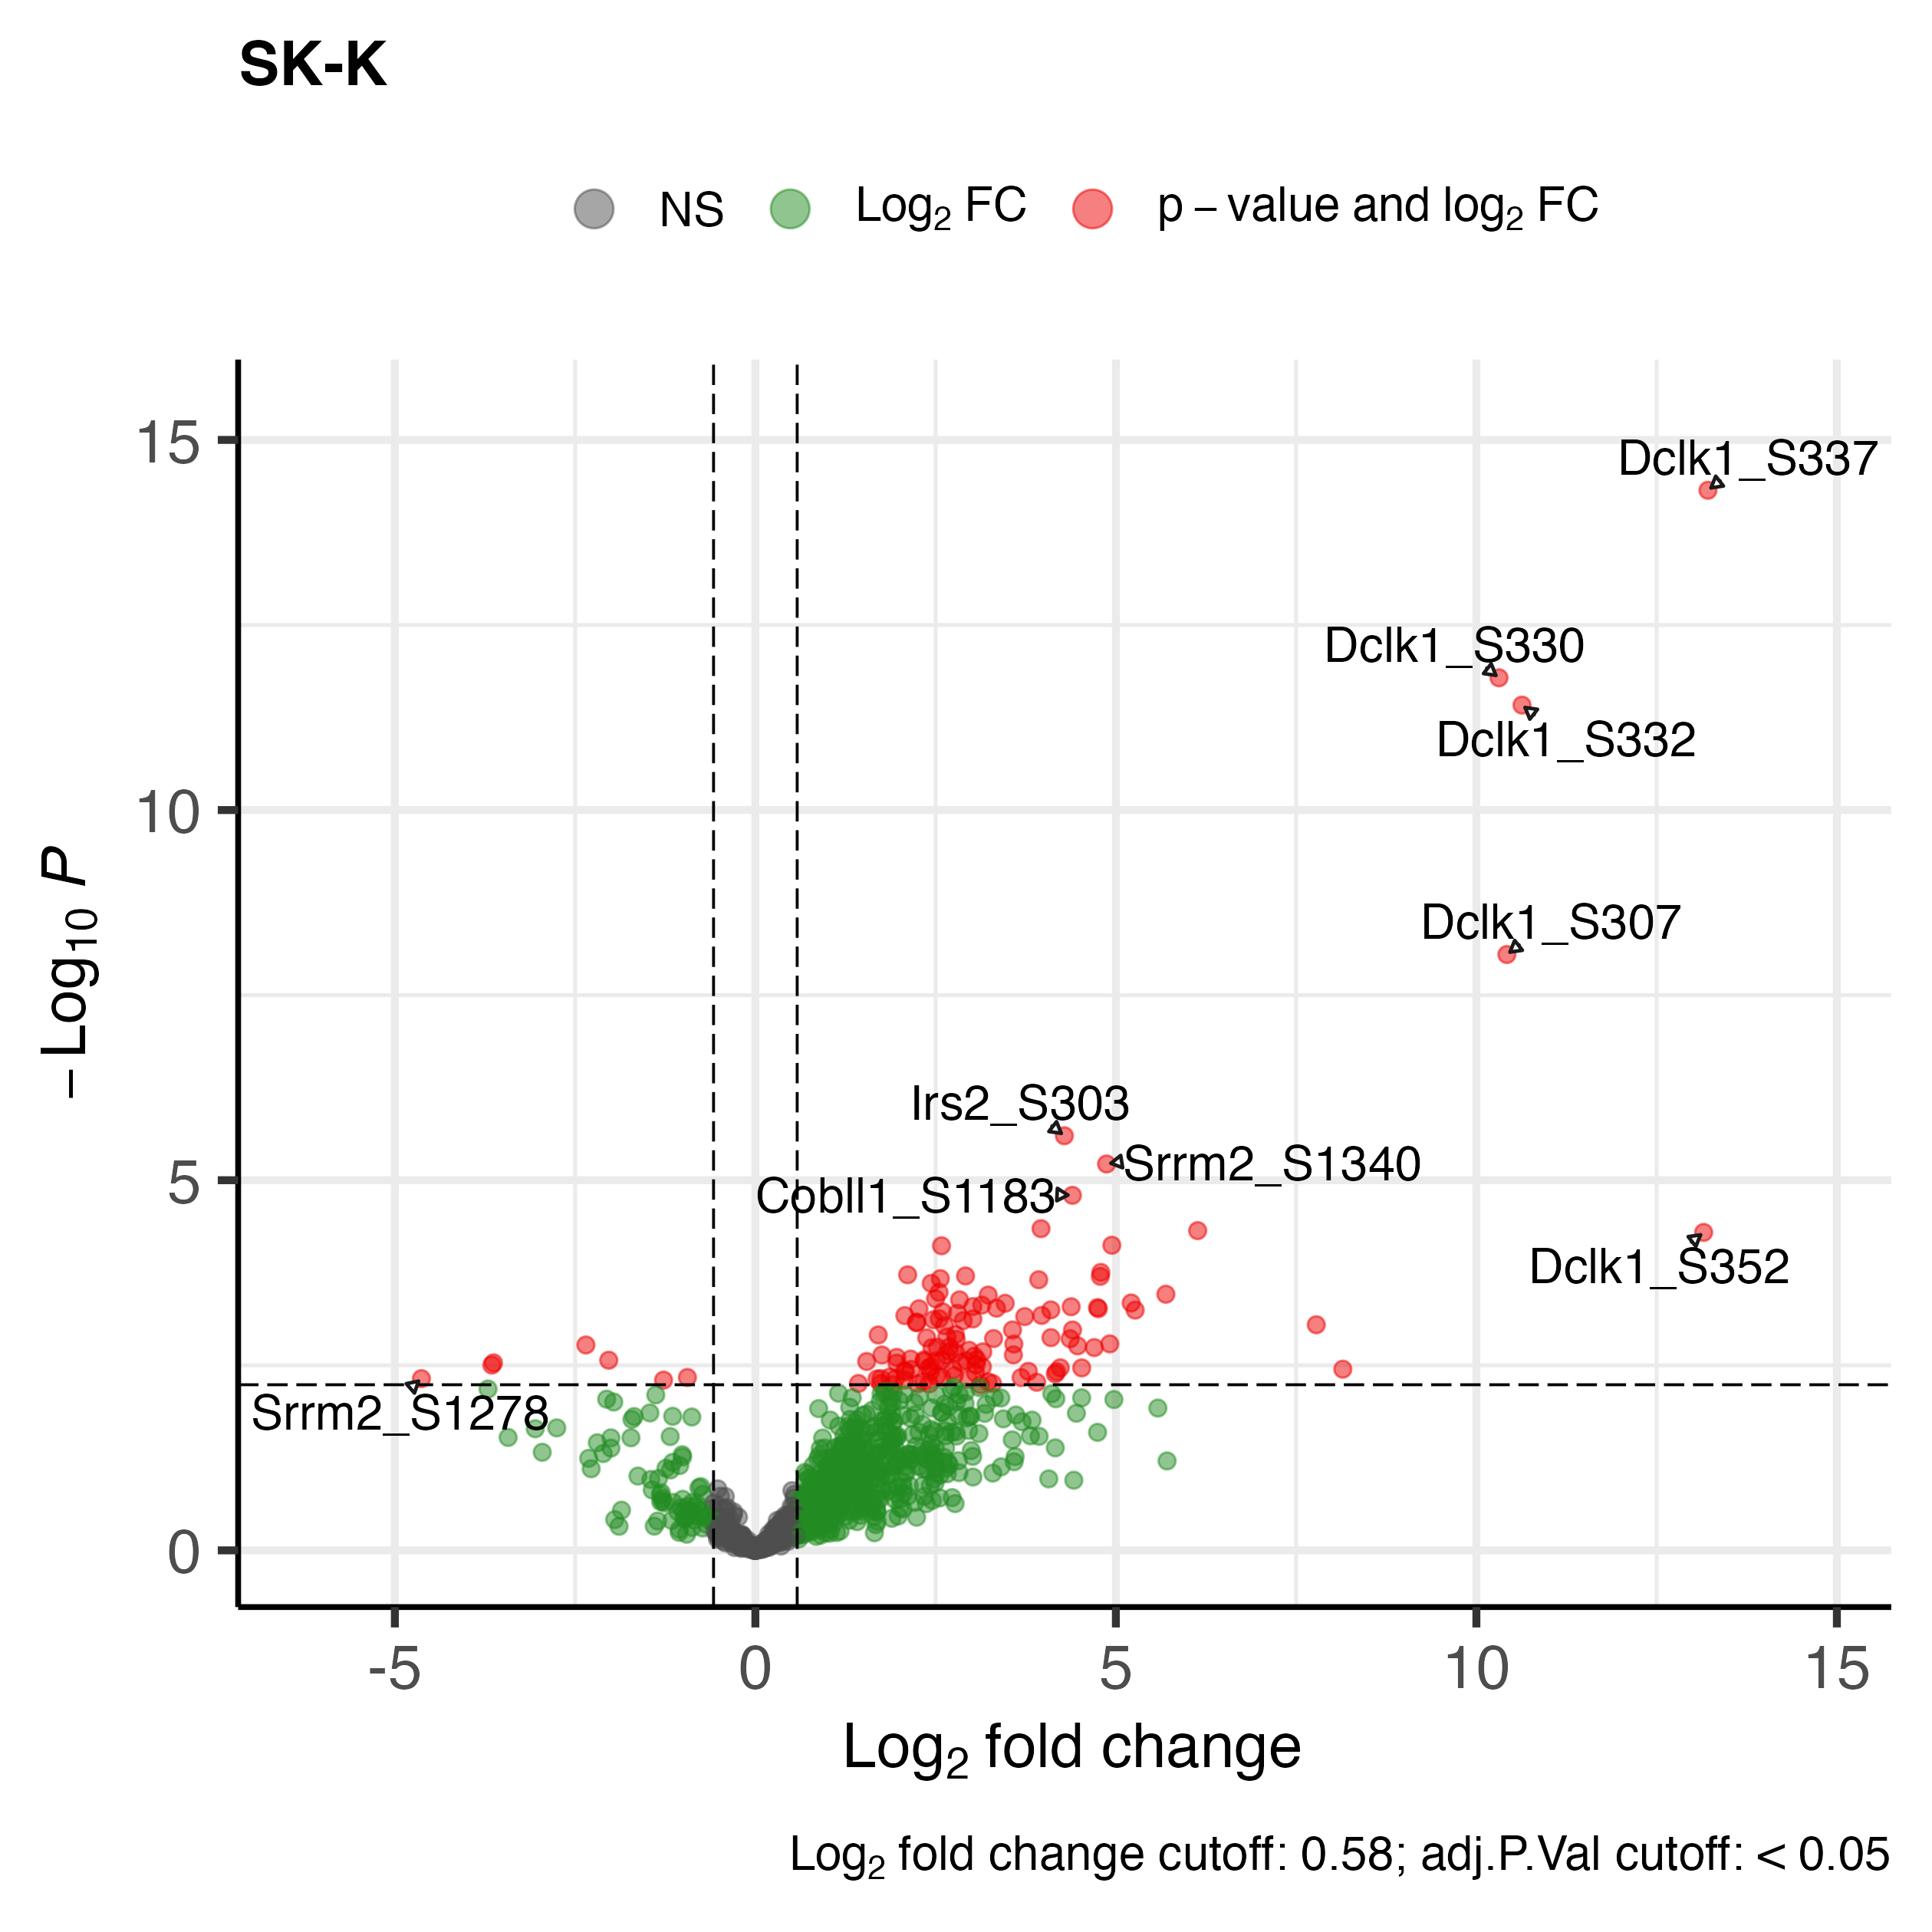 SK-K
NS
Log2 FC
p – value and log2 FC
15
10
5
0
– Log10 P
Dclk1_S337
Dclk1_S330
Dclk1_S332
Dclk1_S307
Irs2_S303
Srrm2_S1340
Cobll1_S1183
Dclk1_S352
Srrm2_S1278
-5 0 5 10 15
Log2 fold change
Log2 fold change cutoff: 0.58; adj.P.Val cutoff: < 0.05